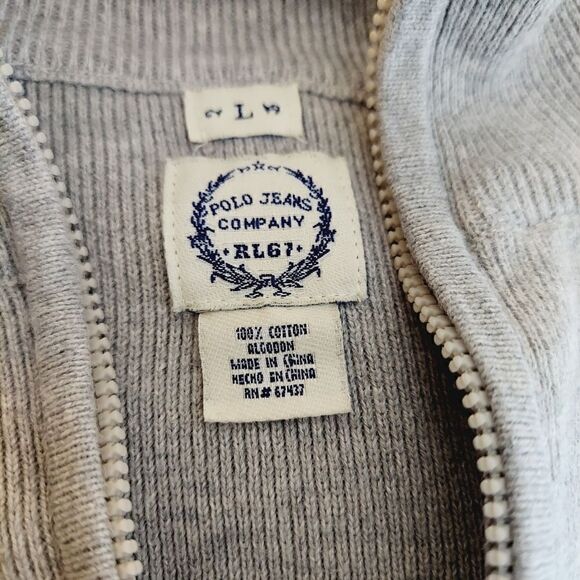 L
POLO JEANS
COMPANY
RL67
100% COTTON
ALGODON
MADE IN CHINA
HECHO EN CHINA
RN# 67437